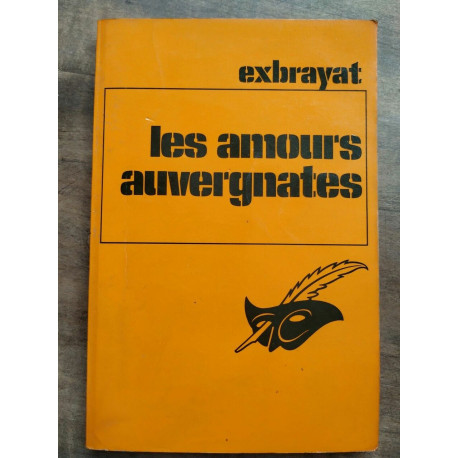 exbrayat
les amours
auvergnates